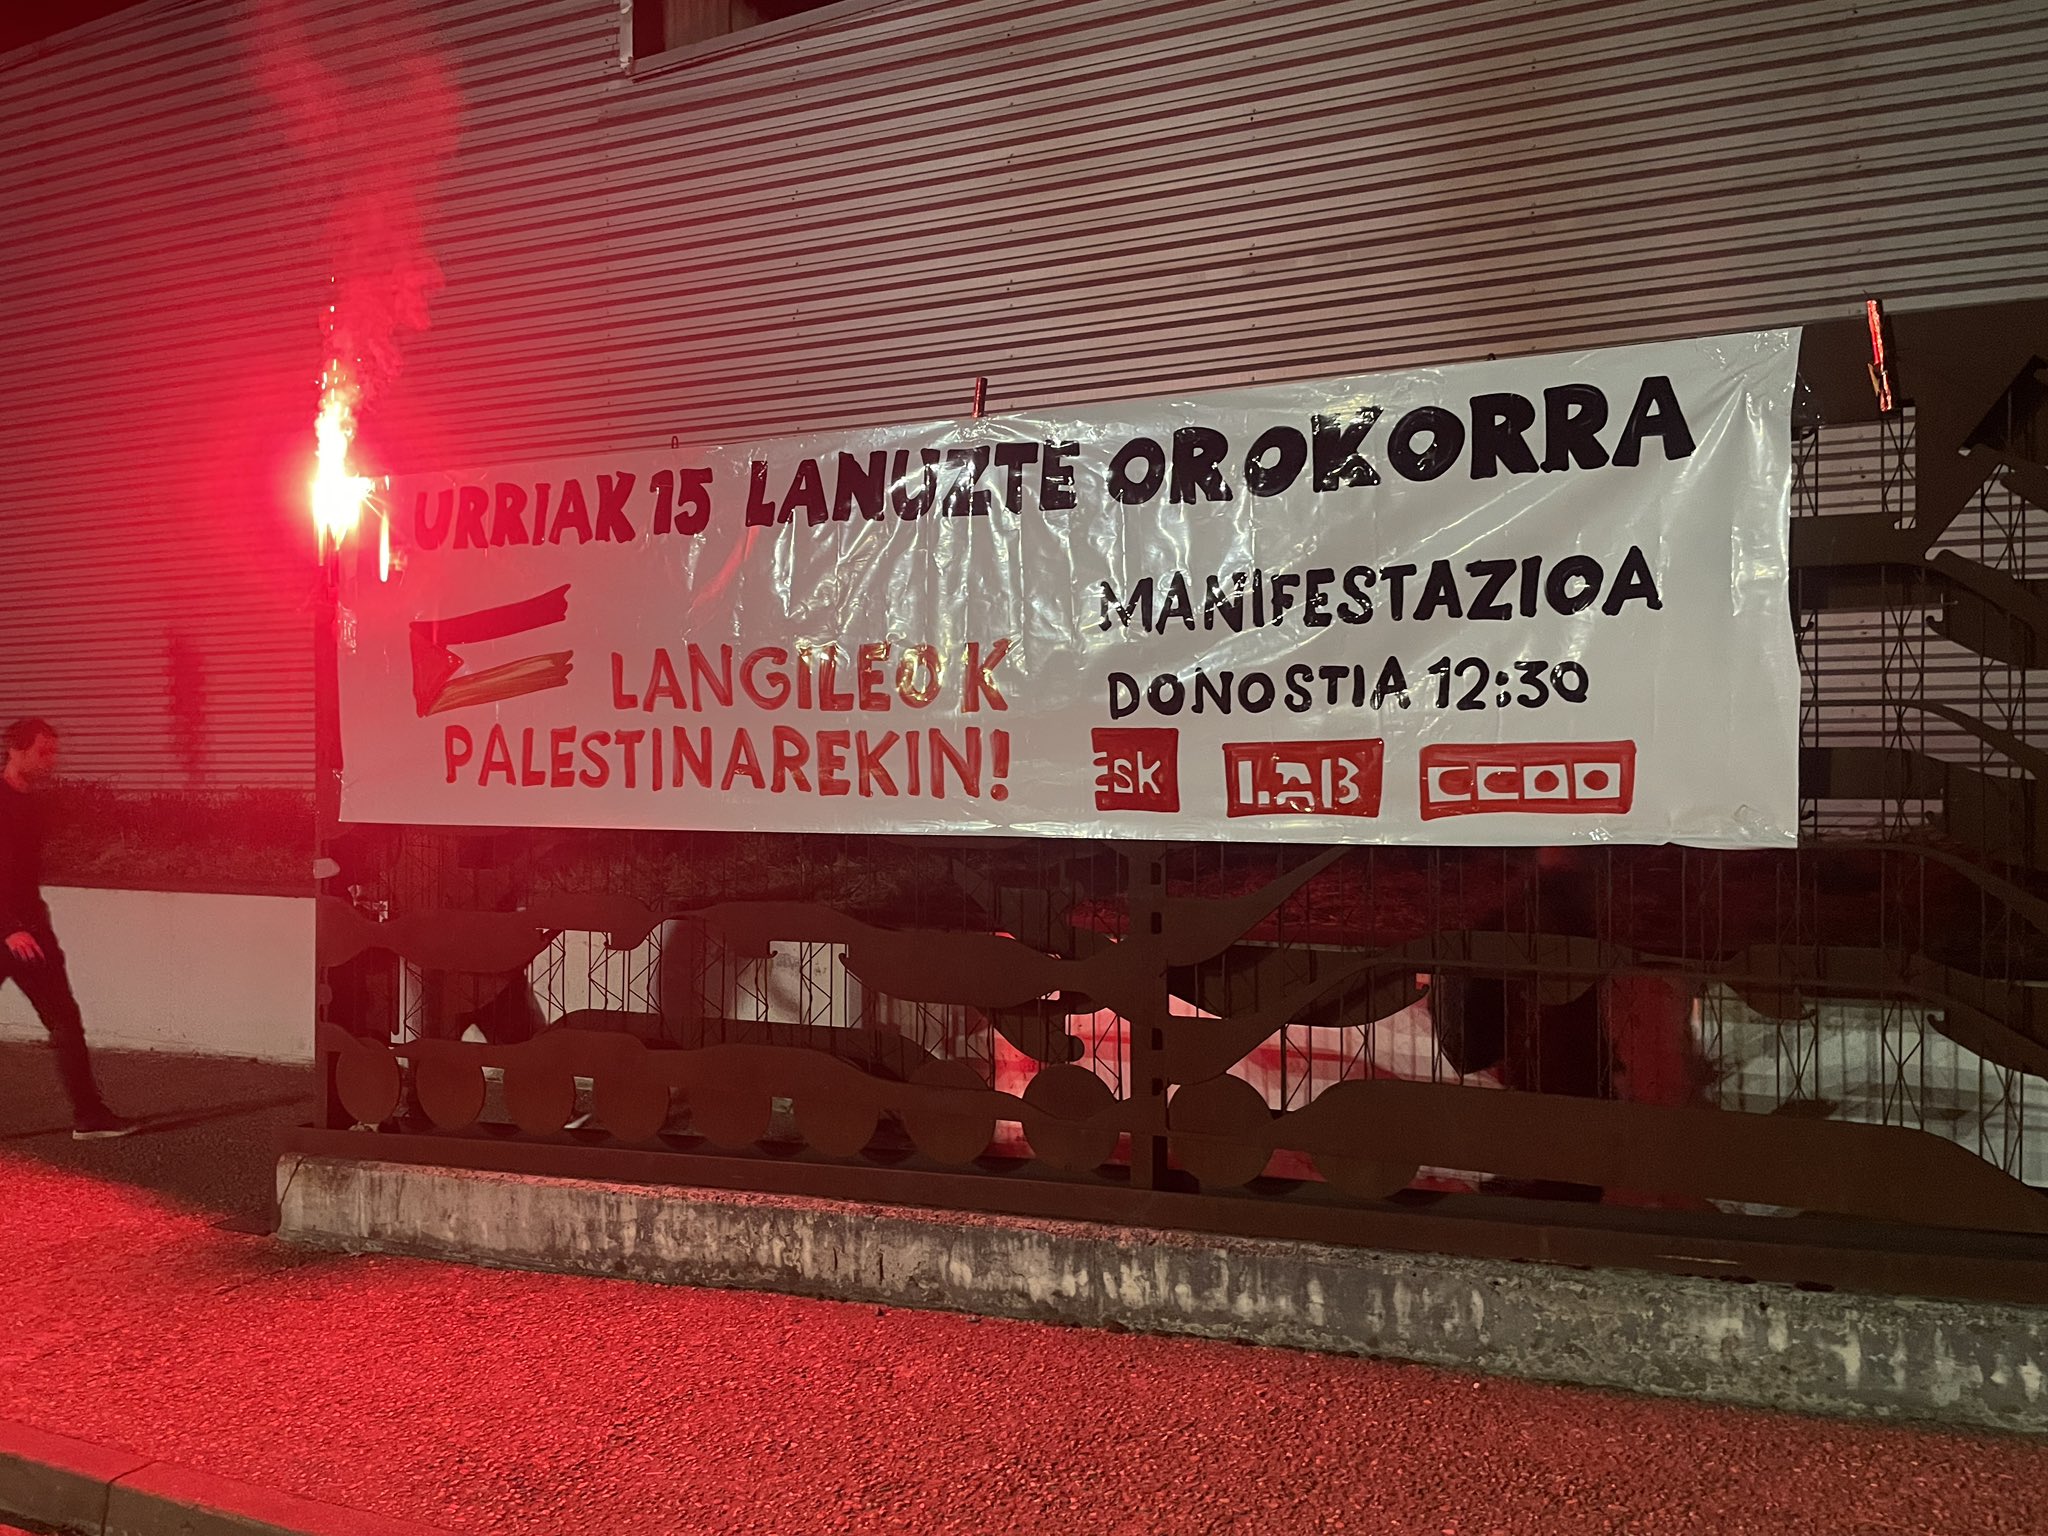 URRIAK 15 LANUZTE OROKORRA
LANGILEOK
PALESTINAREKIN!
MANIFESTAZIOA
DONOSTIA 12:30
ESK LAB CCOO